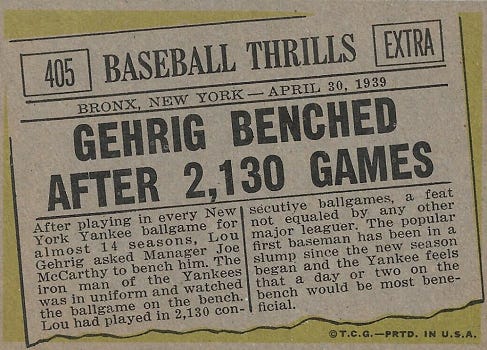 405
BASEBALL THRILLS
EXTRA
BRONX, NEW YORK—APRIL 30, 1939
GEHRIG BENCHED
AFTER 2,130 GAMES
After playing in every New
York Yankee ballgame for
almost 14 seasons, Lou
Gehrig asked Manager Joe
McCarthy to bench him. The
iron man of the Yankees
was in uniform and watched
the ballgame on the bench.
Lou had played in 2,130 con-
secutive ballgames, a feat
not equaled by any other
major leaguer. The popular
first baseman has been in a
slump since the new season
began and the Yankee feels
that a day or two on the
bench would be most bene-
ficial.
©T.C.G.—PRTD. IN U.S.A.